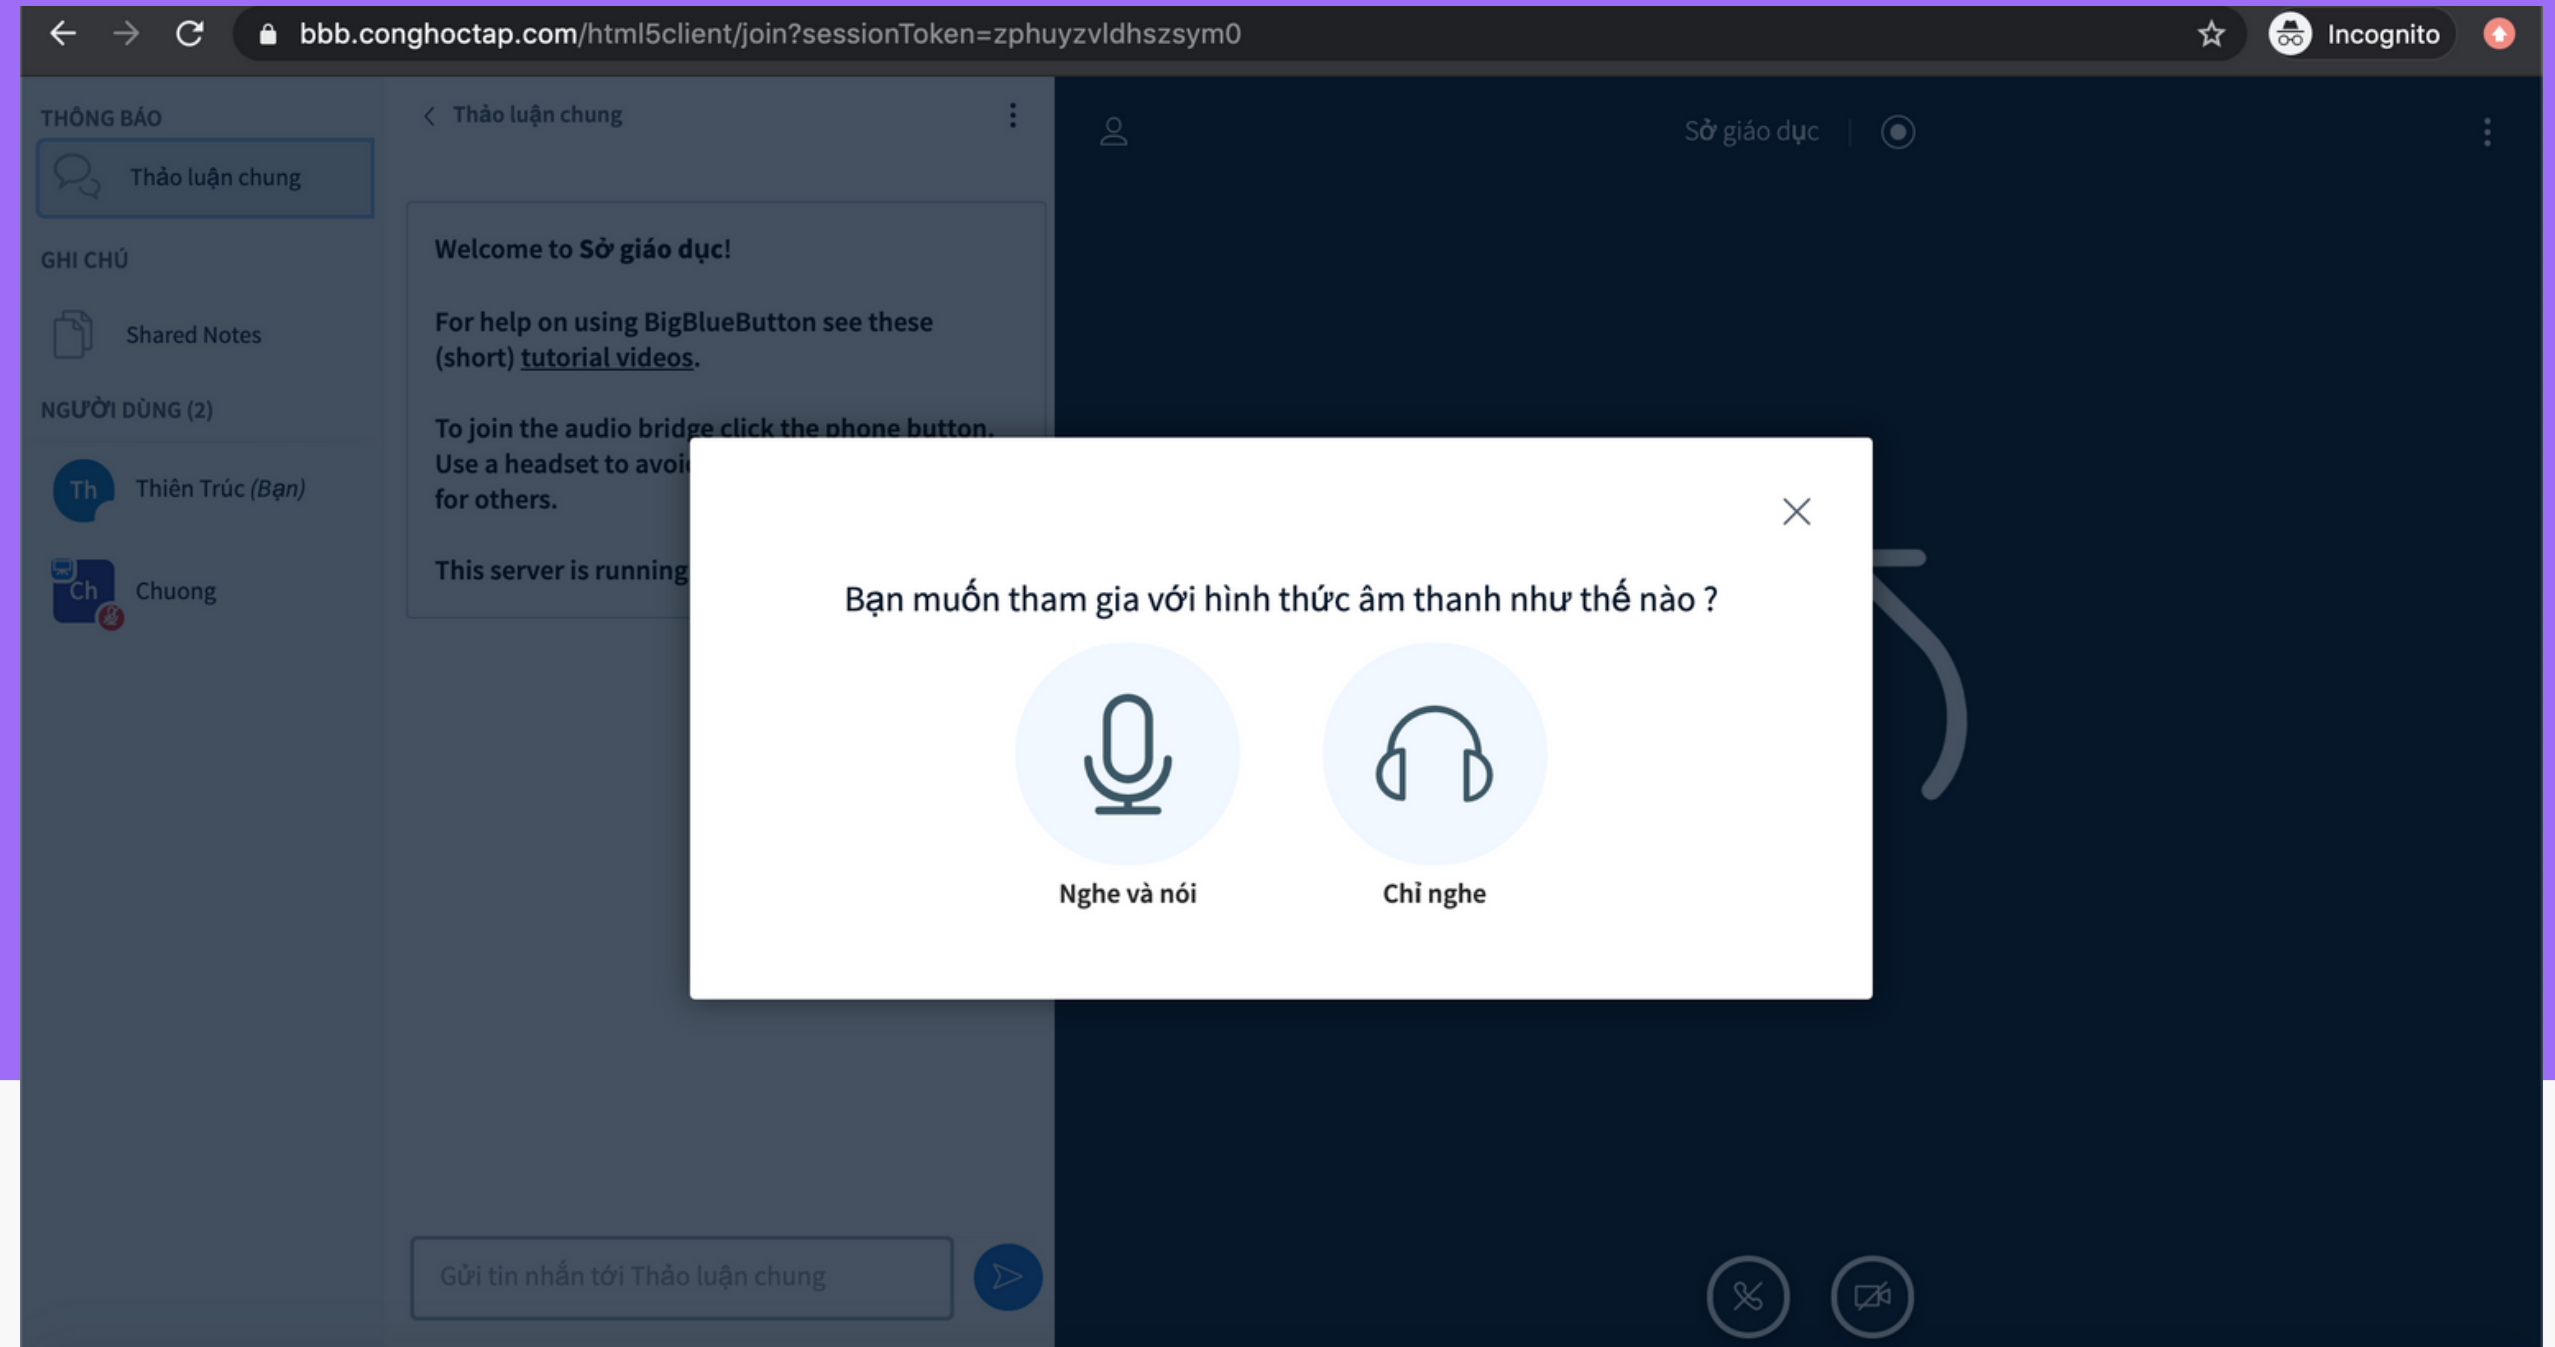 bbb.conghoctap.com/html5client/join?sessionToken=zphuyzvldhszsym0
Incognito
THÔNG BÁO
Thảo luận chung
GHI CHÚ
Shared Notes
NGƯỜI DÙNG (2)
Th
Thiên Trúc (Bạn)
Ch
Chuong
Thảo luận chung
Welcome to Sở giáo dục!
For help on using BigBlueButton see these
(short) tutorial videos.
To join the audio bridge click the phone button.
Use a headset to avoi
for others.
This server is running
Gửi tin nhắn tới Thảo luận chung
Sở giáo dục
Bạn muốn tham gia với hình thức âm thanh như thế nào ?
Nghe và nói
Chỉ nghe